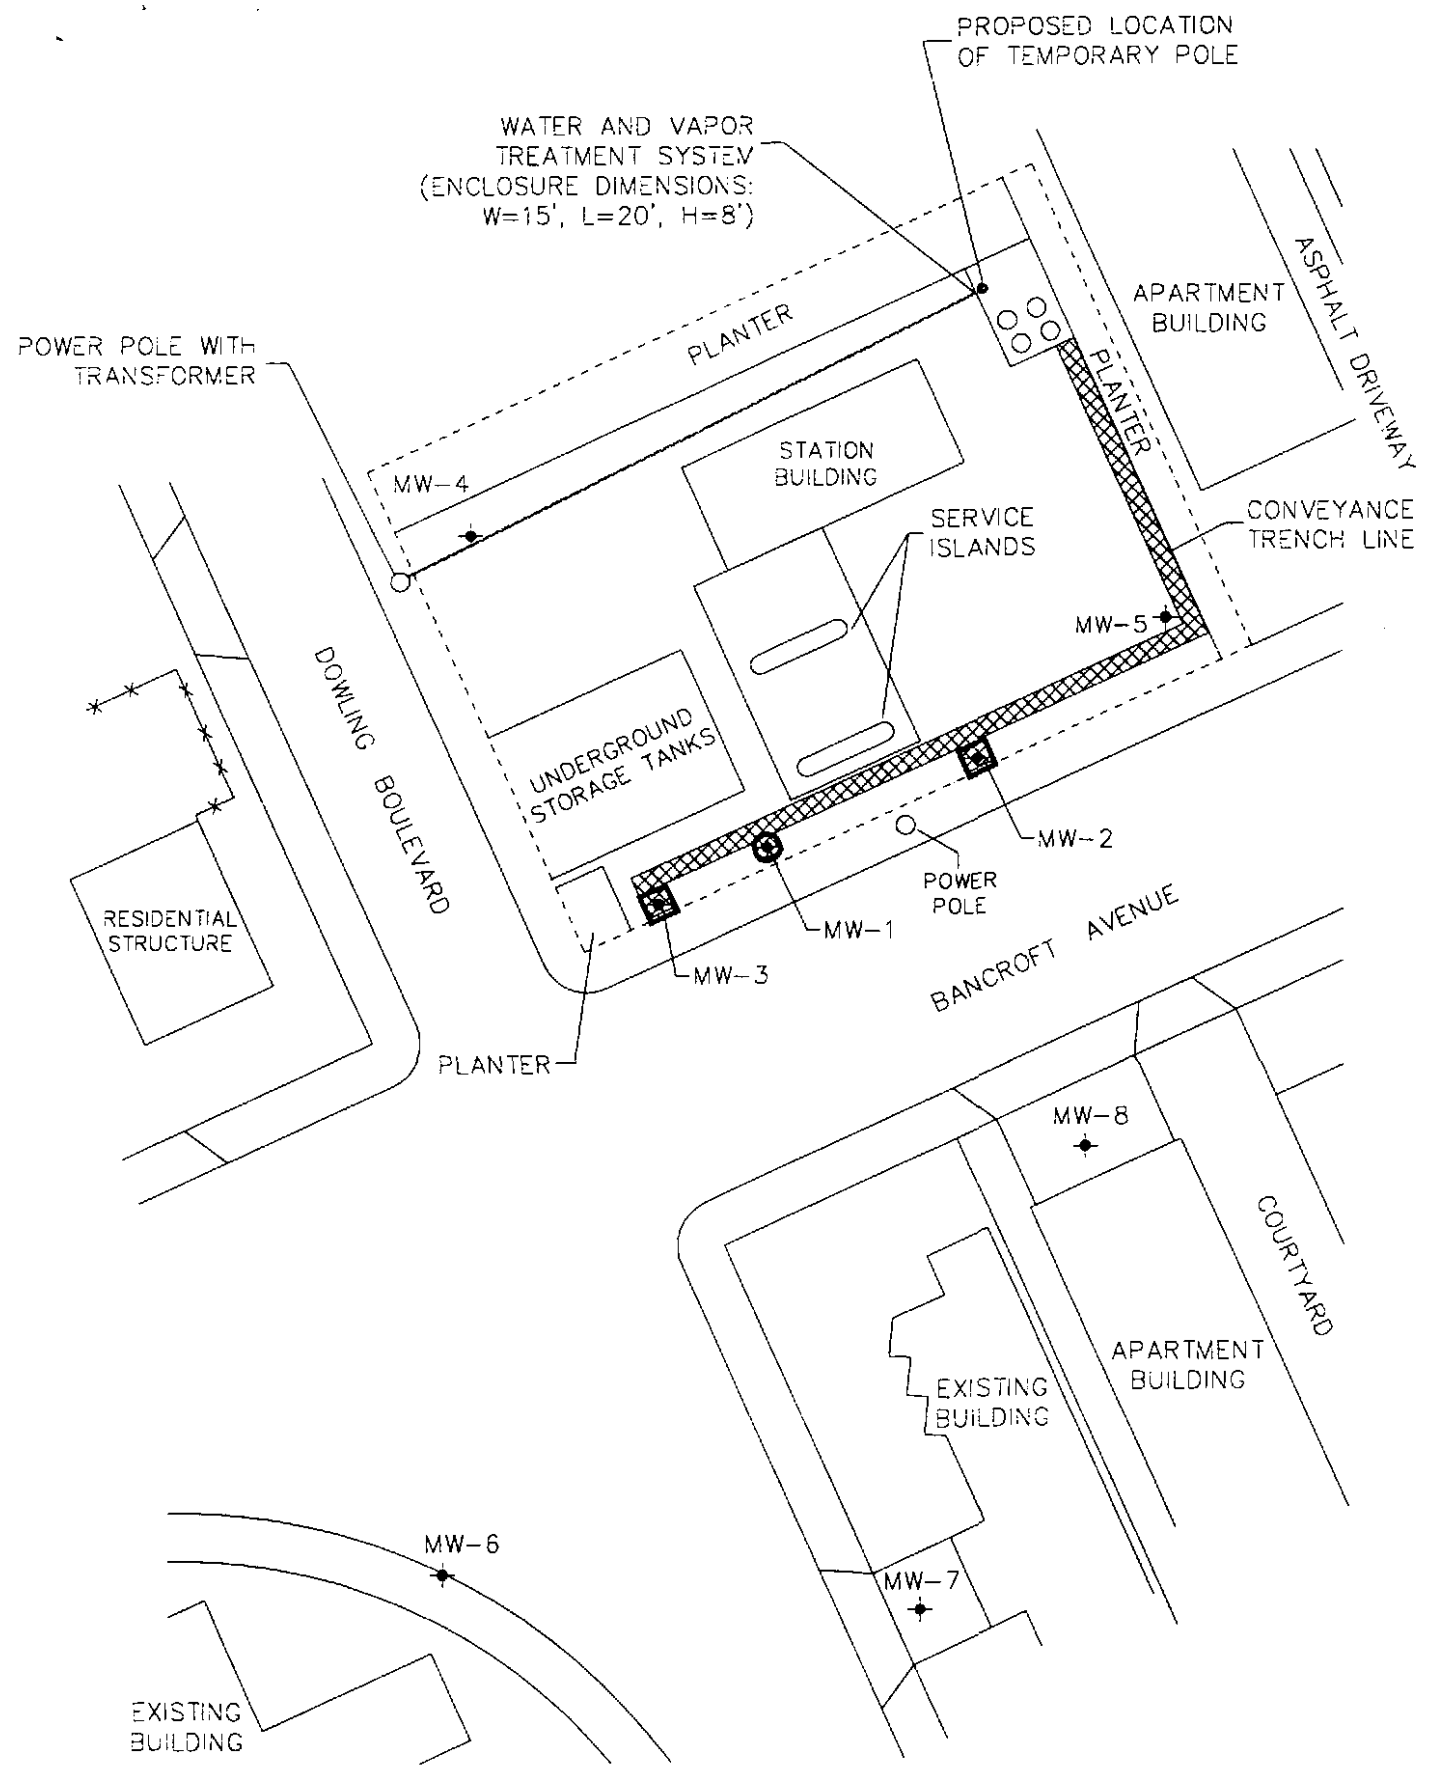 PROPOSED LOCATION
OF TEMPORARY POLE
WATER AND VAPOR
TREATMENT SYSTEM
(ENCLOSURE DIMENSIONS:
W=15', L=20', H=8')
POWER POLE WITH
TRANSFORMER
PLANTER
APARTMENT
BUILDING
ASPHALT DRIVEWAY
PLANTER
MW-4
STATION
BUILDING
SERVICE
ISLANDS
CONVEYANCE
TRENCH LINE
MW-5
DOWLING BOULEVARD
UNDERGROUND
STORAGE TANKS
MW-2
POWER
POLE
MW-1
MW-3
RESIDENTIAL
STRUCTURE
BANCROFT AVENUE
PLANTER
MW-8
COURTYARD
APARTMENT
BUILDING
EXISTING
BUILDING
MW-6
MW-7
EXISTING
BUILDING